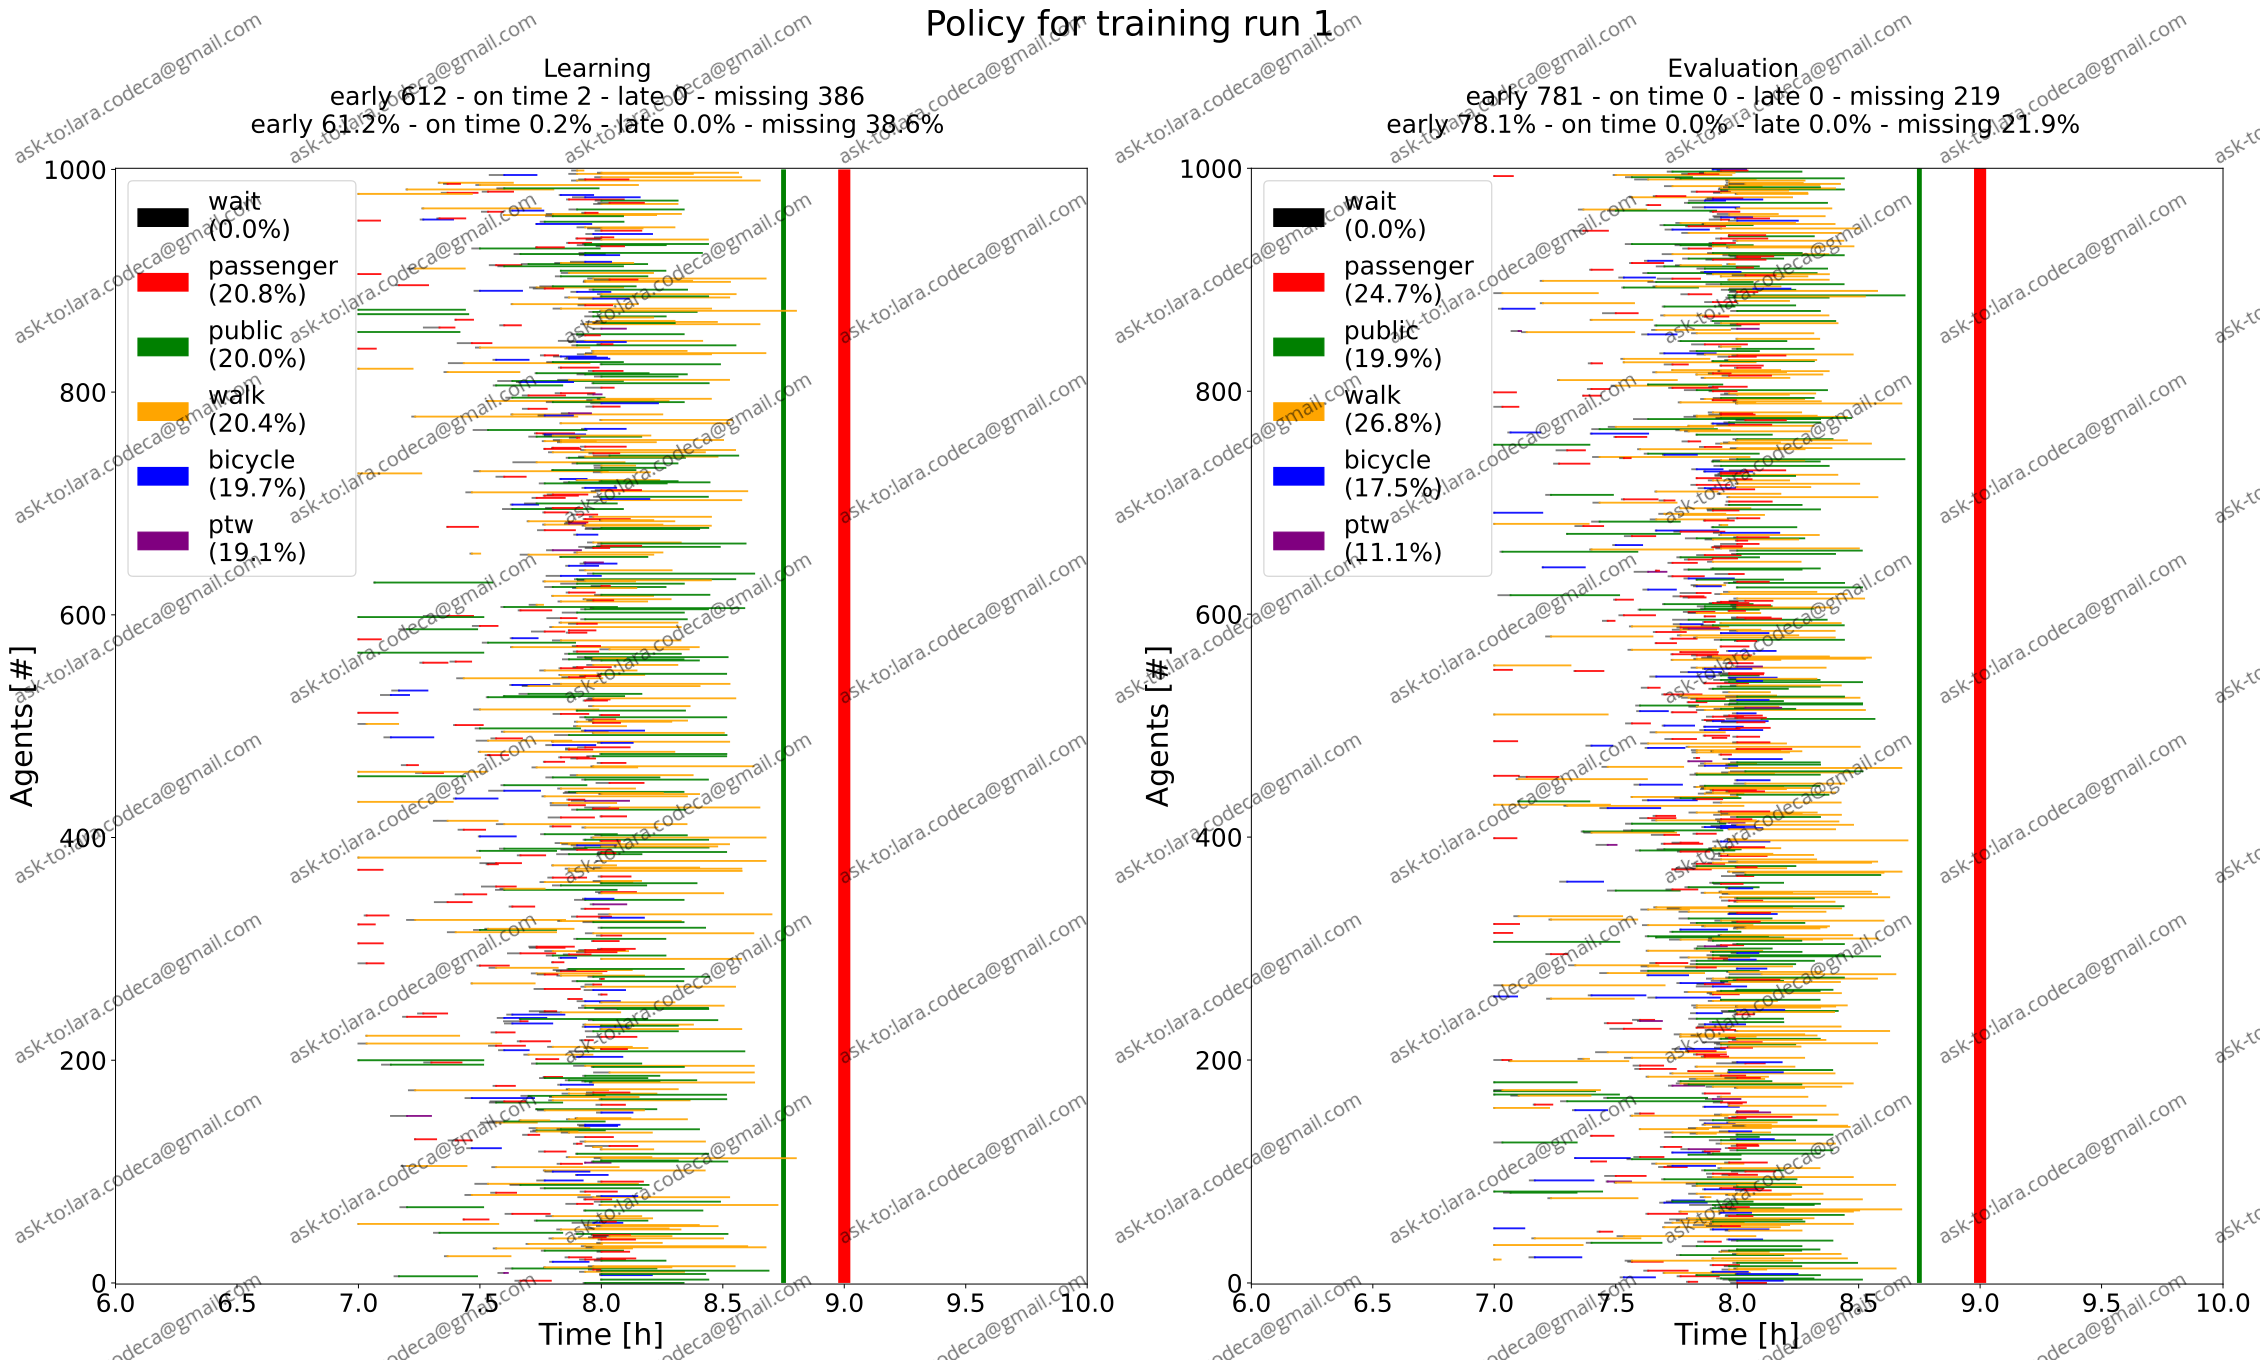 Policy for training run 1
Learning
early 612 - on time 2 - late 0 - missing 386
early 61.2% - on time 0.2% - late 0.0% - missing 38.6%
1000
800
600
400
200
0
Agents [#]
wait
(0.0%)
passenger
(20.8%)
public
(20.0%)
walk
(20.4%)
bicycle
(19.7%)
ptw
(19.1%)
6.0 6.5 7.0 7.5 8.0 8.5 9.0 9.5 10.0
Time [h]
Evaluation
early 781 - on time 0 - late 0 - missing 219
early 78.1% - on time 0.0% - late 0.0% - missing 21.9%
1000
800
600
400
200
0
Agents [#]
wait
(0.0%)
passenger
(24.7%)
public
(19.9%)
walk
(26.8%)
bicycle
(17.5%)
ptw
(11.1%)
6.0 6.5 7.0 7.5 8.0 8.5 9.0 9.5 10.0
Time [h]
ask-to:lara.codeca@gmail.com